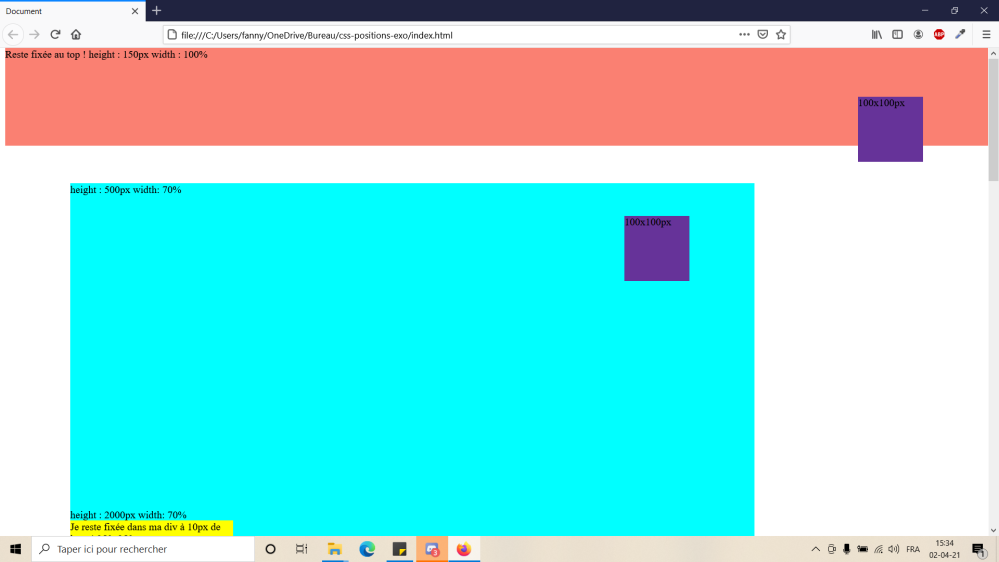 Document
file:///C:/Users/fanny/OneDrive/Bureau/css-positions-exo/index.html
ABP
Reste fixée au top ! height : 150px width : 100%
100x100px
height : 500px width: 70%
100x100px
height : 2000px width: 70%
Je reste fixée dans ma div à 10px de
Taper ici pour rechercher
FRA
15:34
02-04-21